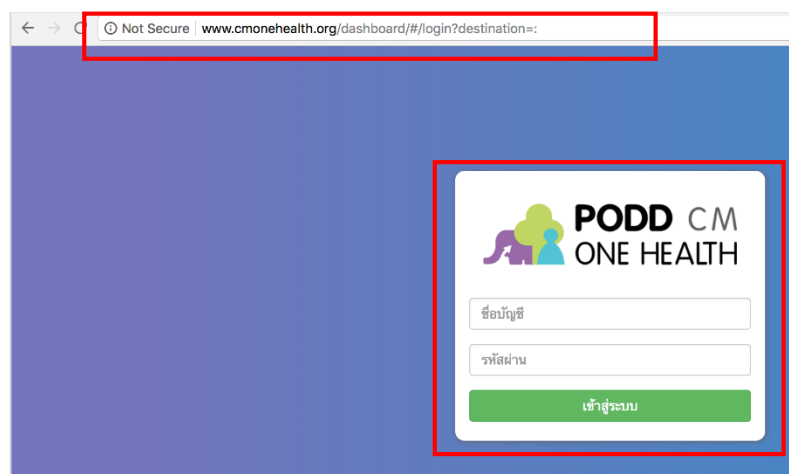 Not Secure www.cmonehealth.org/dashboard/#/login?destination=:
PODD CM
ONE HEALTH
ชื่อบัญชี
รหัสผ่าน
เข้าสู่ระบบ